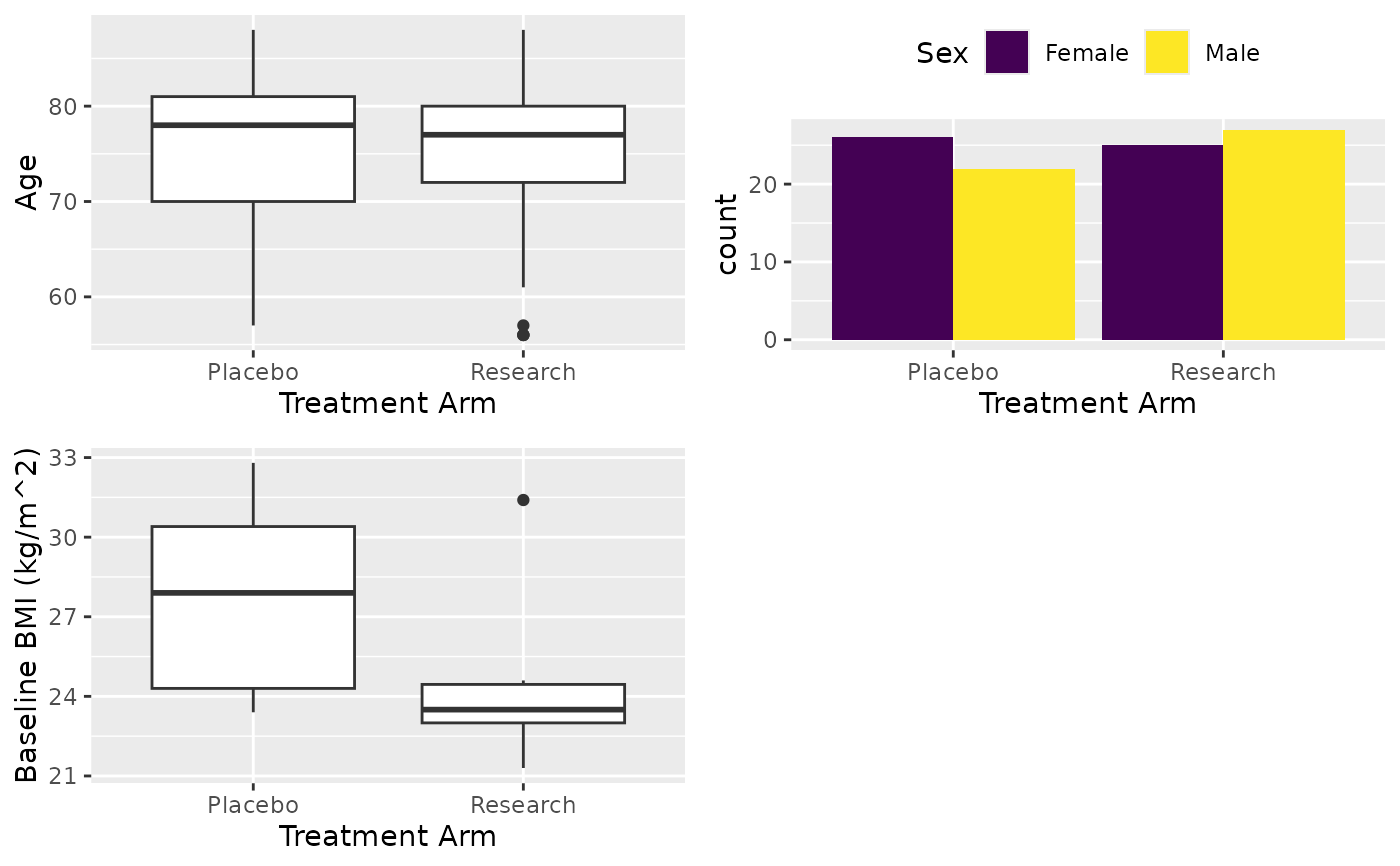 Age
80
70
60
Placebo Research
Treatment Arm
Sex Female Male
count
20
10
0
Placebo Research
Treatment Arm
Baseline BMI (kg/m^2)
33
30
27
24
21
Placebo Research
Treatment Arm